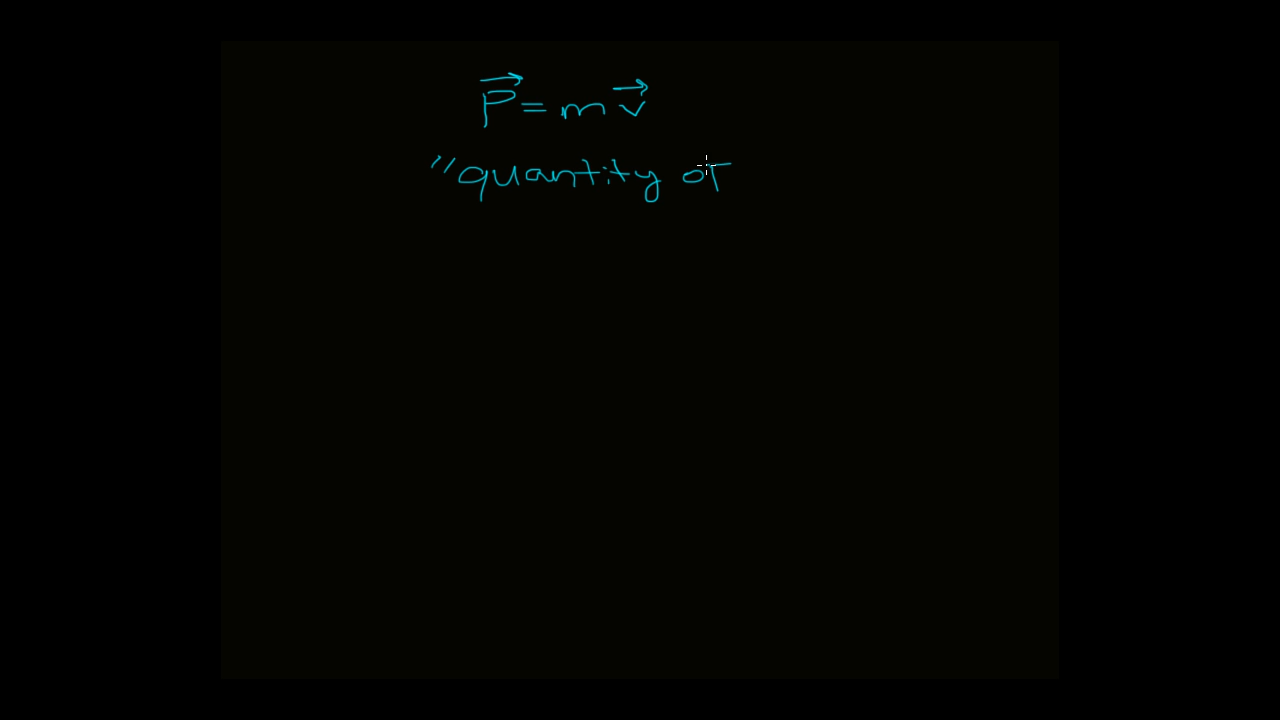 P⃗ = mv⃗
"quantity of